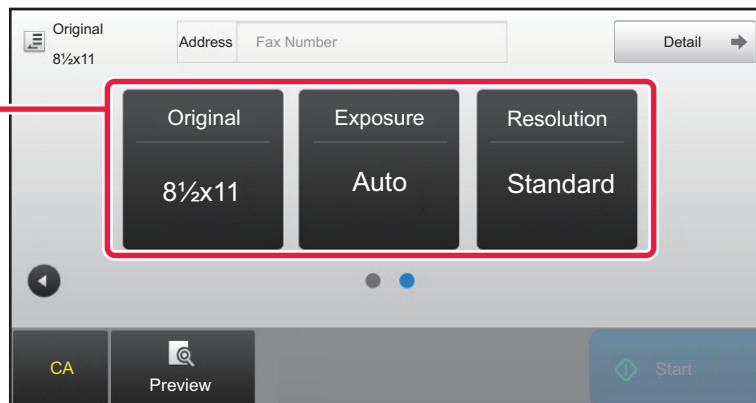 Original
8½x11
Address Fax Number
Detail
Original Exposure Resolution
8½x11 Auto Standard
CA
Preview
Start